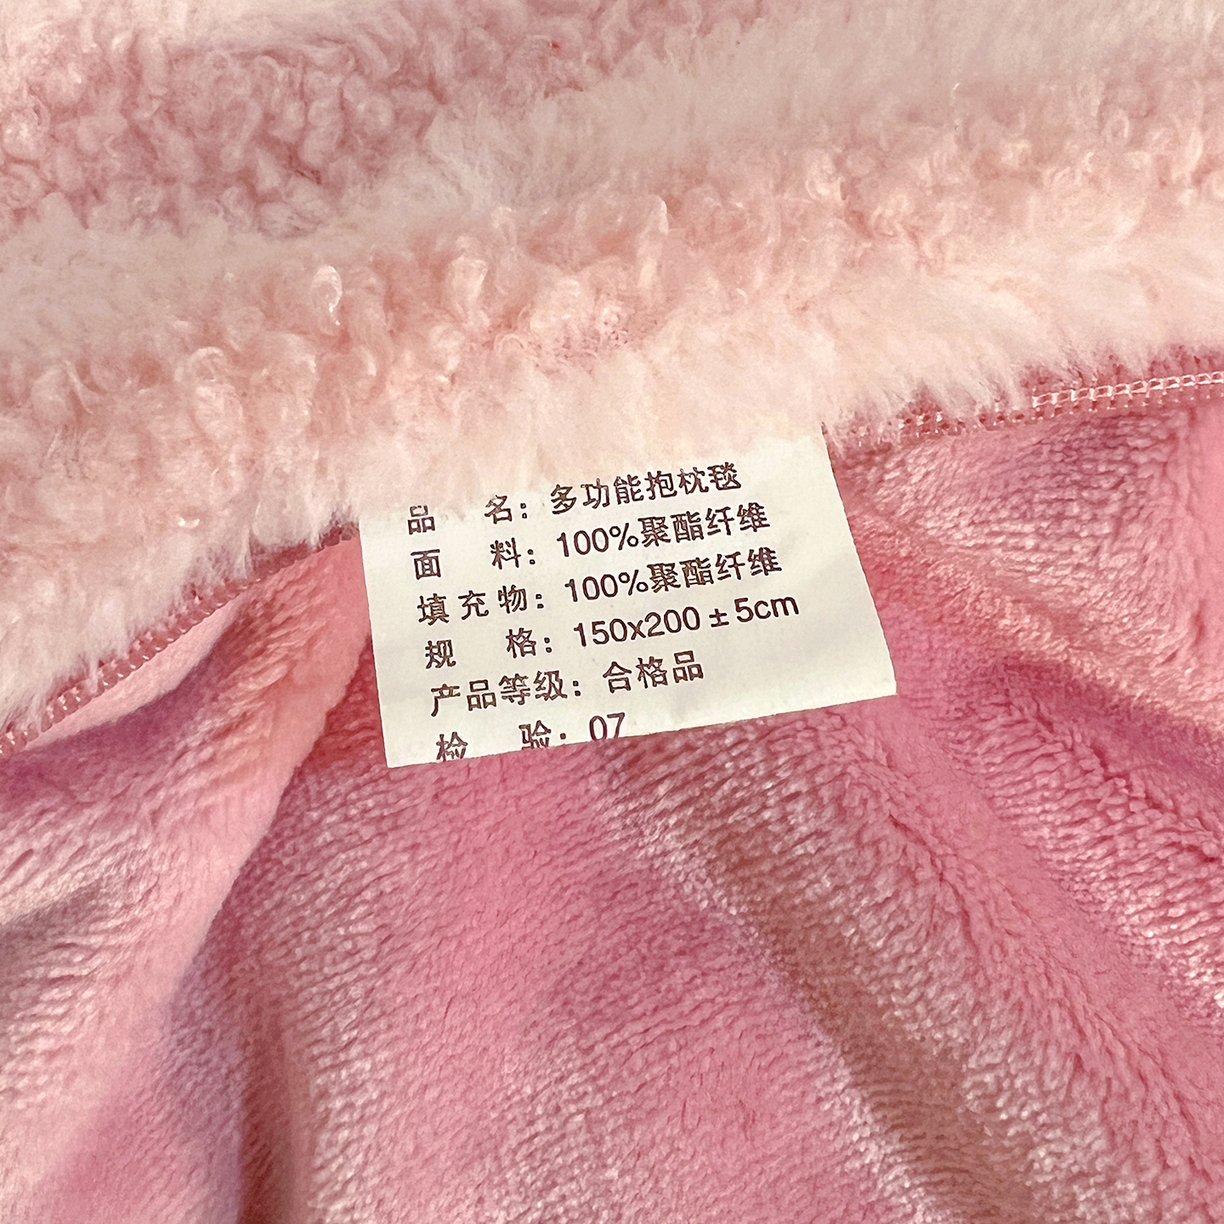 品 名：多功能抱枕毯
面 料：100%聚酯纤维
填充物：100%聚酯纤维
规 格：150x200±5cm
产品等级：合格品
检 验：07